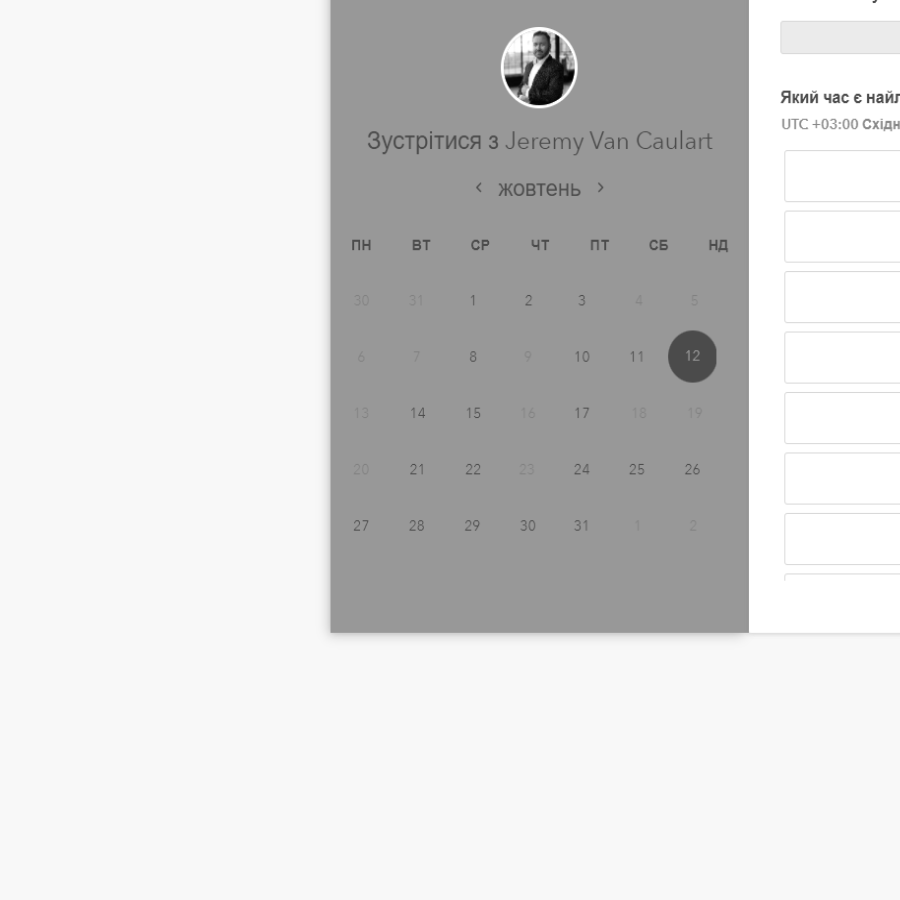 Зустрітися з Jeremy Van Caulart
‹ жовтень ›
ПН ВТ СР ЧТ ПТ СБ НД
30 31 1 2 3 4 5
6 7 8 9 10 11 12
13 14 15 16 17 18 19
20 21 22 23 24 25 26
27 28 29 30 31 1 2
Який час є найл
UTC +03:00 Східн